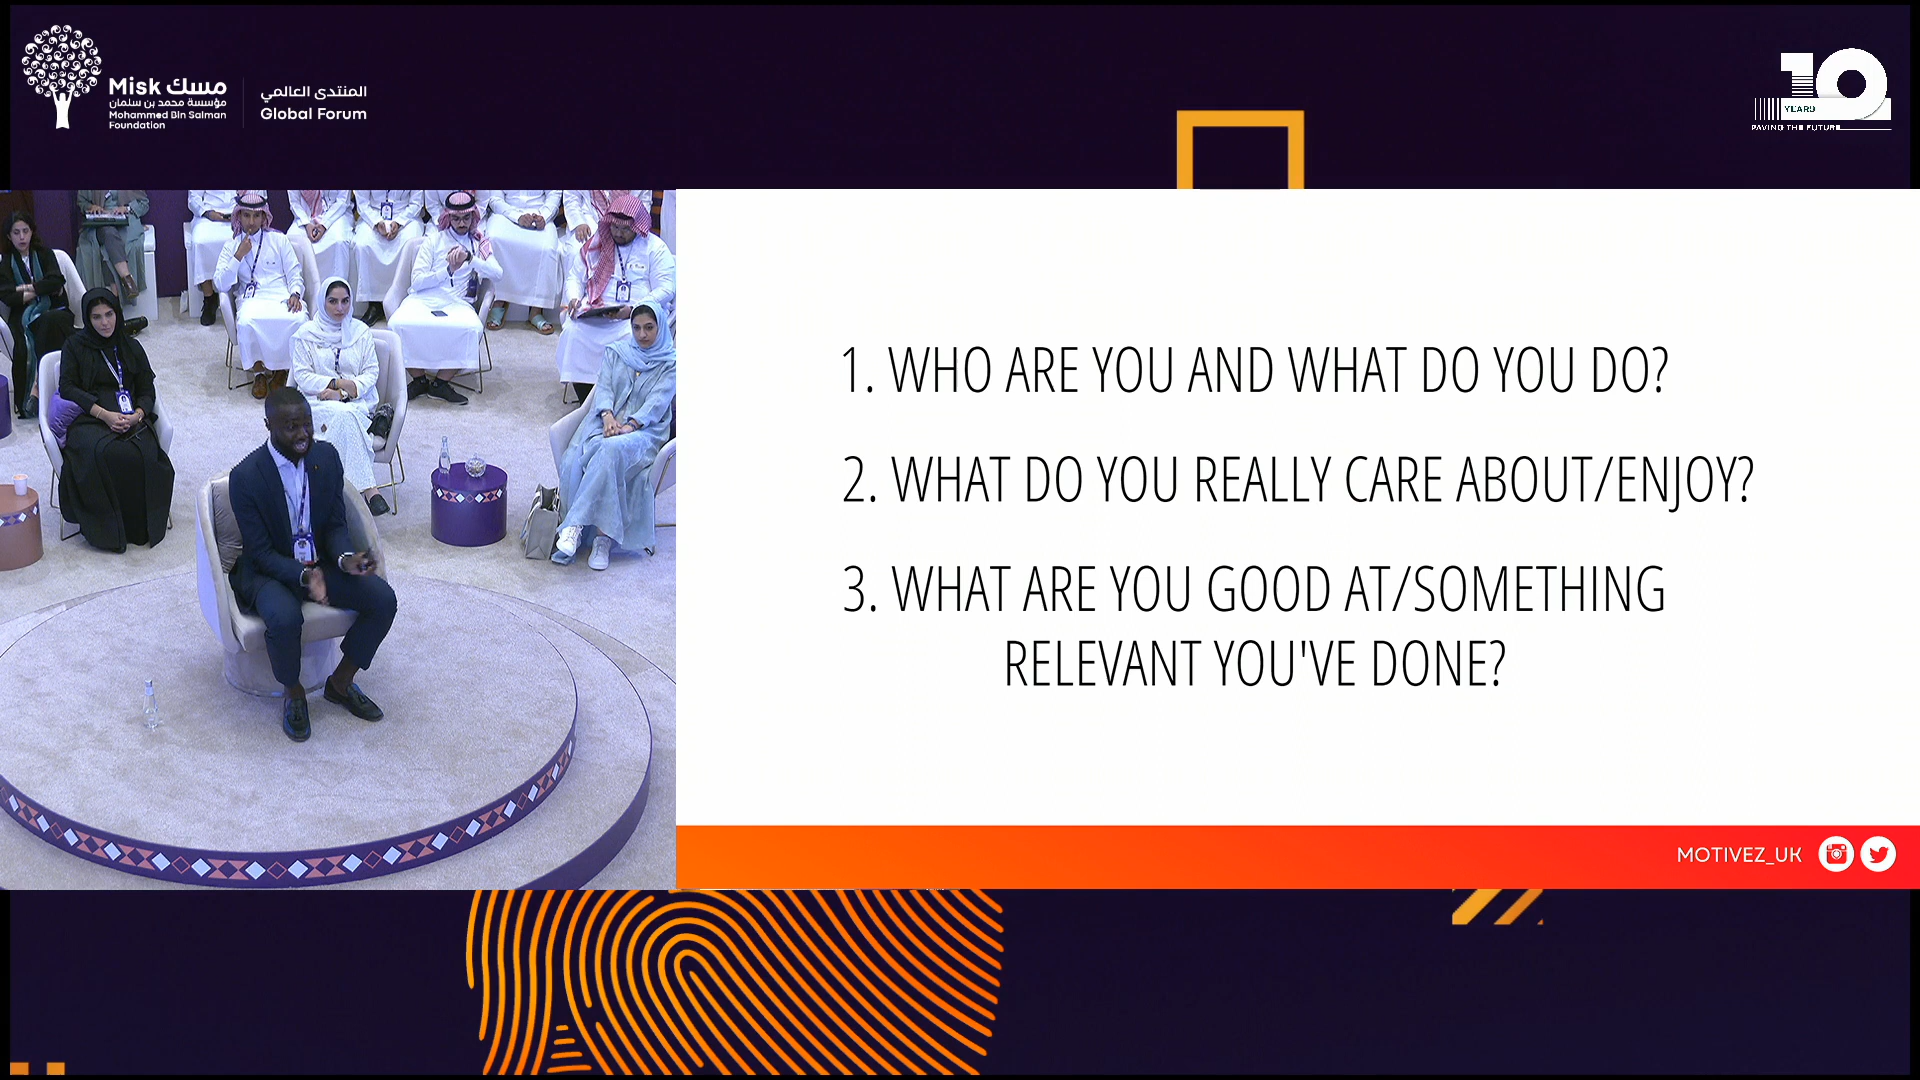 Misk مسك
مؤسسة محمد بن سلمان
Mohammed Bin Salman
Foundation
المنتدى العالمي
Global Forum
10
YEARS
PAVING THE FUTURE
1. WHO ARE YOU AND WHAT DO YOU DO?
2. WHAT DO YOU REALLY CARE ABOUT/ENJOY?
3. WHAT ARE YOU GOOD AT/SOMETHING
RELEVANT YOU'VE DONE?
MOTIVEZ_UK